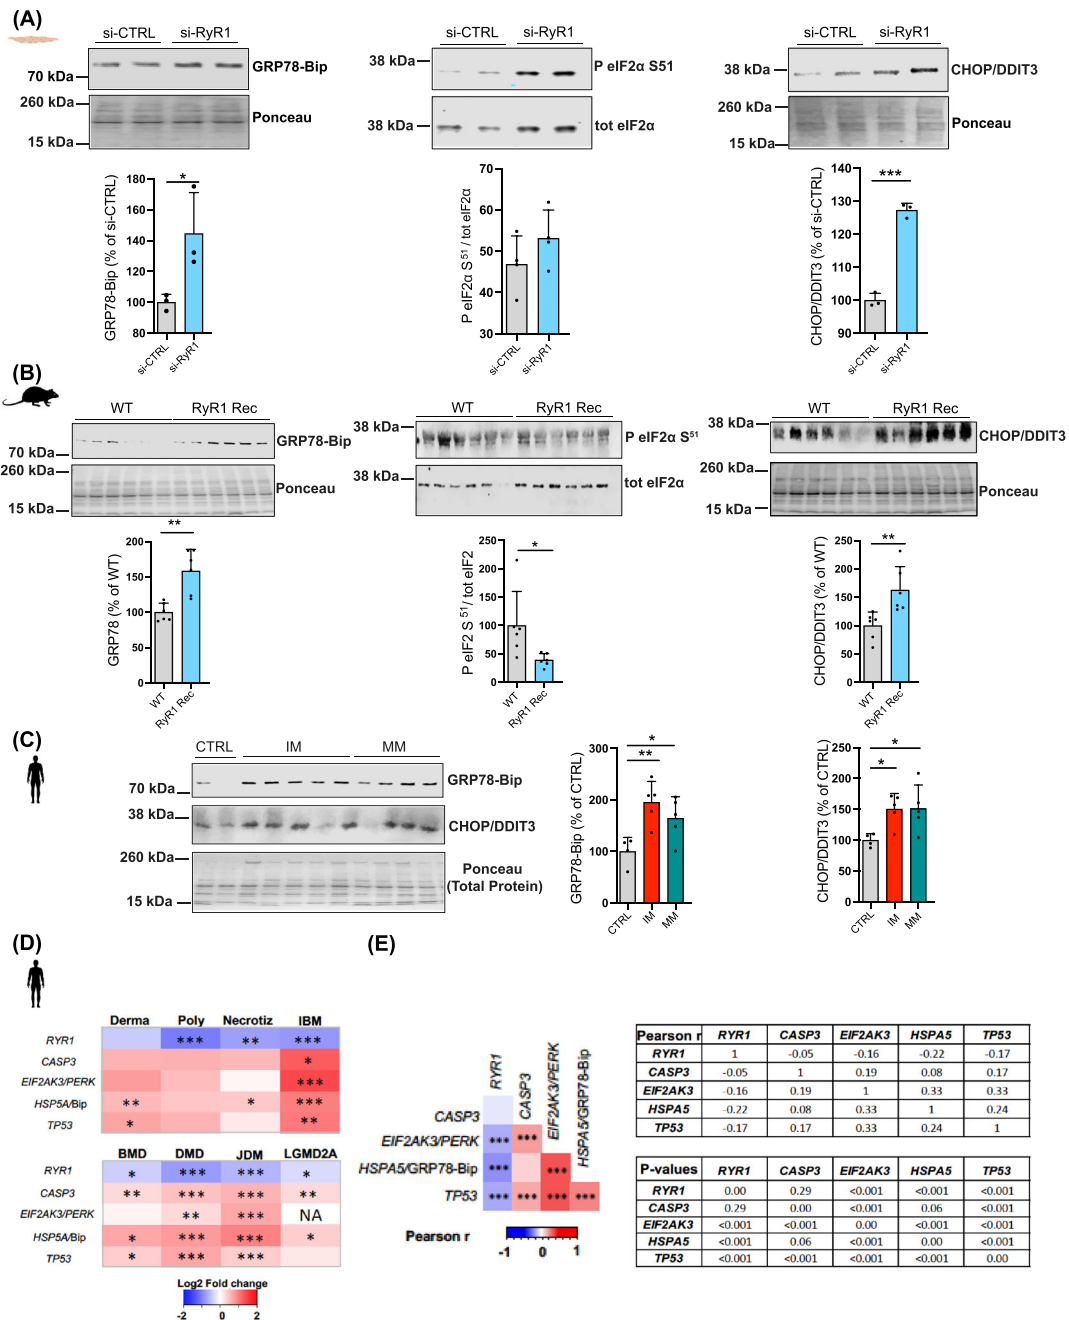 (A)
si-CTRL si-RyR1
70 kDa
GRP78-Bip
260 kDa
15 kDa
Ponceau
GRP78-Bip (% of si-CTRL)
180
160
140
120
100
80
*
si-CTRL
si-RyR1
si-CTRL si-RyR1
38 kDa
P eIF2α S51
38 kDa
tot eIF2α
P eIF2α S51/ tot eIF2α
70
60
50
40
30
si-CTRL
si-RyR1
si-CTRL si-RyR1
38 kDa
CHOP/DDIT3
260 kDa
15 kDa
Ponceau
CHOP/DDIT3 (% of si-CTRL)
140
130
120
110
100
90
***
si-CTRL
si-RyR1
(B)
WT RyR1 Rec
70 kDa
GRP78-Bip
260 kDa
15 kDa
Ponceau
GRP78 (% of WT)
200
150
100
50
0
**
WT
RyR1 Rec
WT RyR1 Rec
38 kDa
P eIF2α S51
38 kDa
tot eIF2α
P eIF2 S 51/ tot eIF2
250
200
150
100
50
0
*
WT
RyR1 Rec
WT RyR1 Rec
38 kDa
CHOP/DDIT3
260 kDa
15 kDa
Ponceau
CHOP/DDIT3 (% of WT)
250
200
150
100
50
0
**
WT
RyR1 Rec
(C)
CTRL IM MM
70 kDa
GRP78-Bip
38 kDa
CHOP/DDIT3
260 kDa
15 kDa
Ponceau
(Total Protein)
GRP78-Bip (% of CTRL)
300
200
100
0
*
**
CTRL
IM
MM
CHOP/DDIT3 (% of CTRL)
250
200
150
100
50
0
*
*
CTRL
IM
MM
(D)
Derma Poly Necrotiz IBM
RYR1 *** ** ***
CASP3 *
EIF2AK3/PERK ***
HSP5A/Bip ** * ***
TP53 * **
BMD DMD JDM LGMD2A
RYR1 * *** *** *
CASP3 ** *** *** **
EIF2AK3/PERK ** *** NA
HSP5A/Bip * *** *** *
TP53 * *** ***
Log2 Fold change
-2 0 2
(E)
RYR1
CASP3
EIF2AK3/PERK
HSPA5/GRP78-Bip
CASP3
EIF2AK3/PERK *** ***
HSPA5/GRP78-Bip *** ***
TP53 *** *** *** ***
Pearson r
-1 0 1
Pearson r RYR1 CASP3 EIF2AK3 HSPA5 TP53
RYR1 1 -0.05 -0.16 -0.22 -0.17
CASP3 -0.05 1 0.19 0.08 0.17
EIF2AK3 -0.16 0.19 1 0.33 0.33
HSPA5 -0.22 0.08 0.33 1 0.24
TP53 -0.17 0.17 0.33 0.24 1
P-values RYR1 CASP3 EIF2AK3 HSPA5 TP53
RYR1 0.00 0.29 <0.001 <0.001 <0.001
CASP3 0.29 0.00 <0.001 0.06 <0.001
EIF2AK3 <0.001 <0.001 0.00 <0.001 <0.001
HSPA5 <0.001 0.06 <0.001 0.00 <0.001
TP53 <0.001 <0.001 <0.001 <0.001 0.00